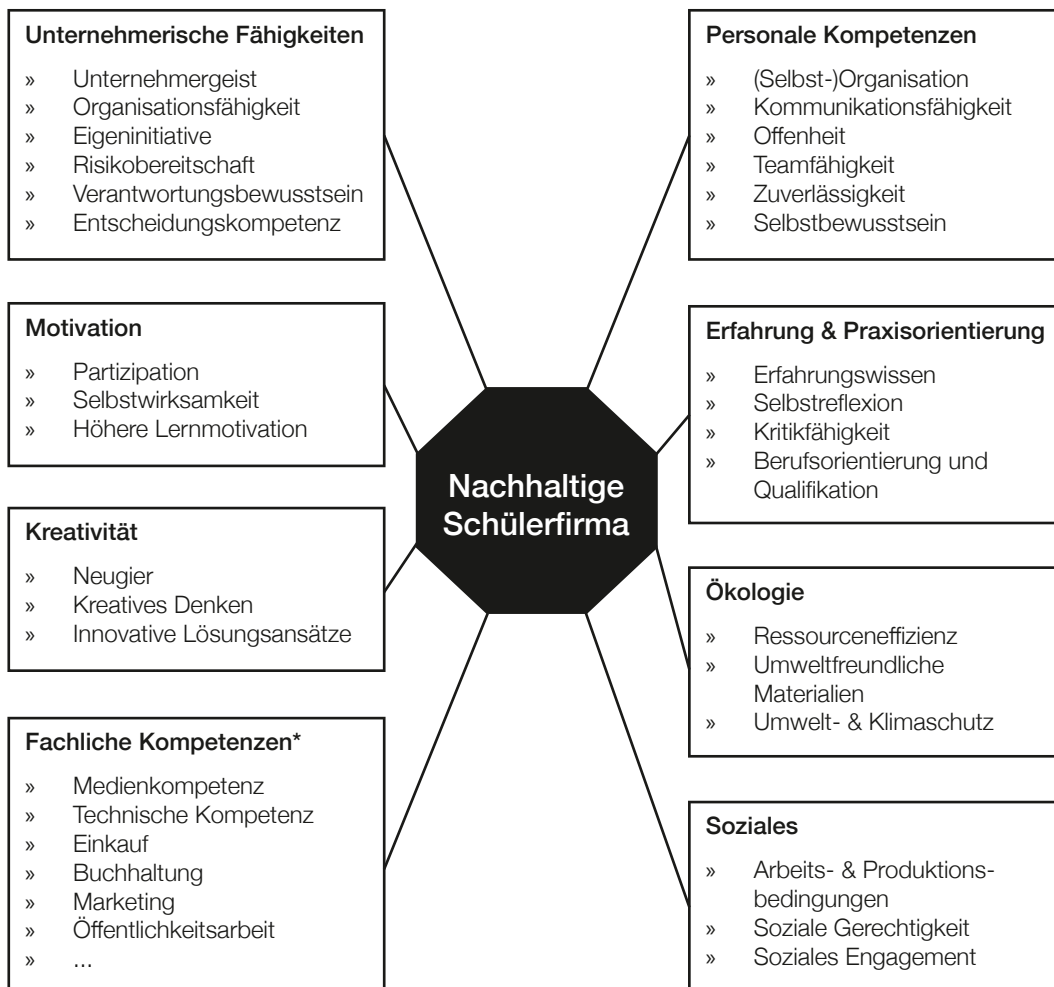 Unternehmerische Fähigkeiten
» Unternehmergeist
» Organisationsfähigkeit
» Eigeninitiative
» Risikobereitschaft
» Verantwortungsbewusstsein
» Entscheidungskompetenz
Motivation
» Partizipation
» Selbstwirksamkeit
» Höhere Lernmotivation
Kreativität
» Neugier
» Kreatives Denken
» Innovative Lösungsansätze
Fachliche Kompetenzen*
» Medienkompetenz
» Technische Kompetenz
» Einkauf
» Buchhaltung
» Marketing
» Öffentlichkeitsarbeit
» ...
Nachhaltige
Schülerfirma
Personale Kompetenzen
» (Selbst-)Organisation
» Kommunikationsfähigkeit
» Offenheit
» Teamfähigkeit
» Zuverlässigkeit
» Selbstbewusstsein
Erfahrung & Praxisorientierung
» Erfahrungswissen
» Selbstreflexion
» Kritikfähigkeit
» Berufsorientierung und
Qualifikation
Ökologie
» Ressourceneffizienz
» Umweltfreundliche
Materialien
» Umwelt- & Klimaschutz
Soziales
» Arbeits- & Produktions-
bedingungen
» Soziale Gerechtigkeit
» Soziales Engagement